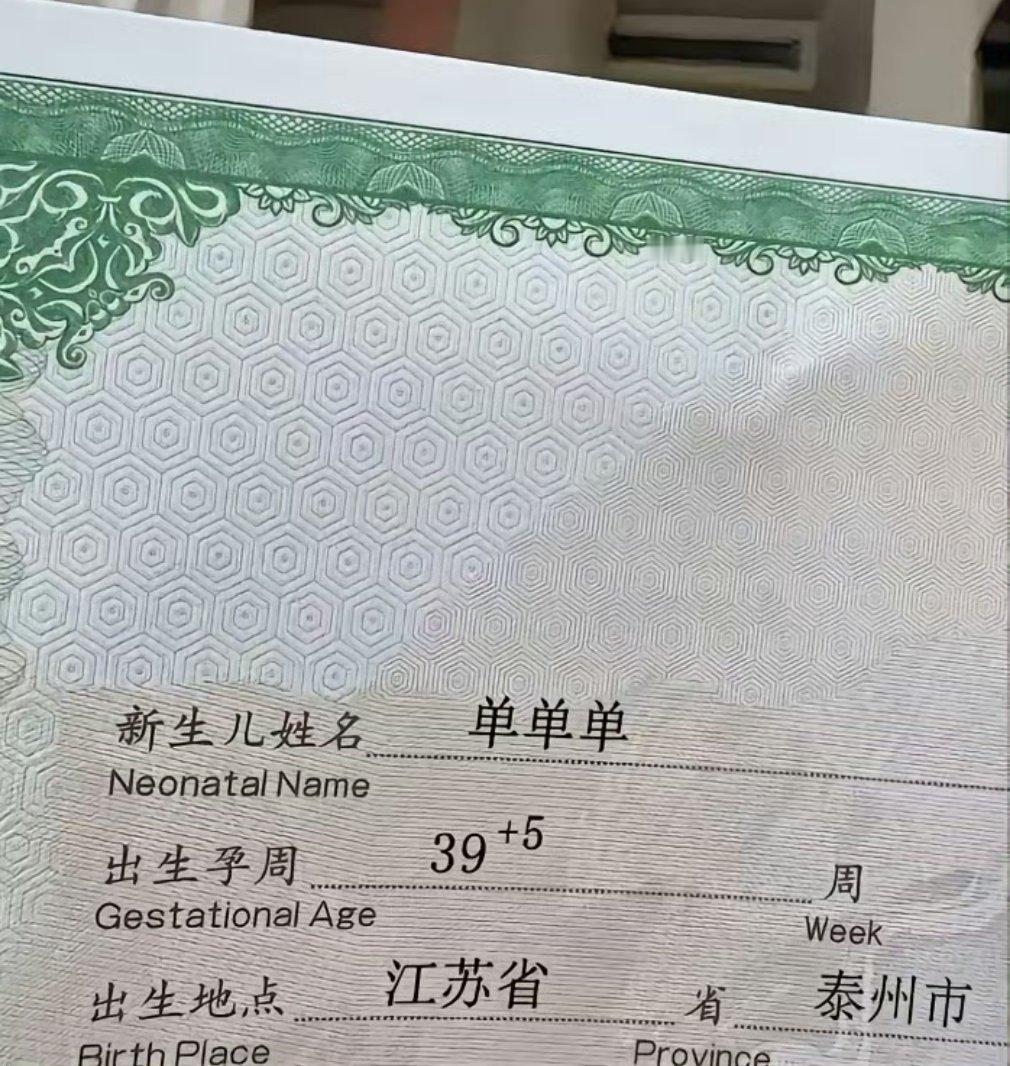 新生儿姓名 单单单
Neonatal Name
出生孕周 39⁺⁵ 周
Gestational Age Week
出生地点 江苏省 省 泰州市
Birth Place Province